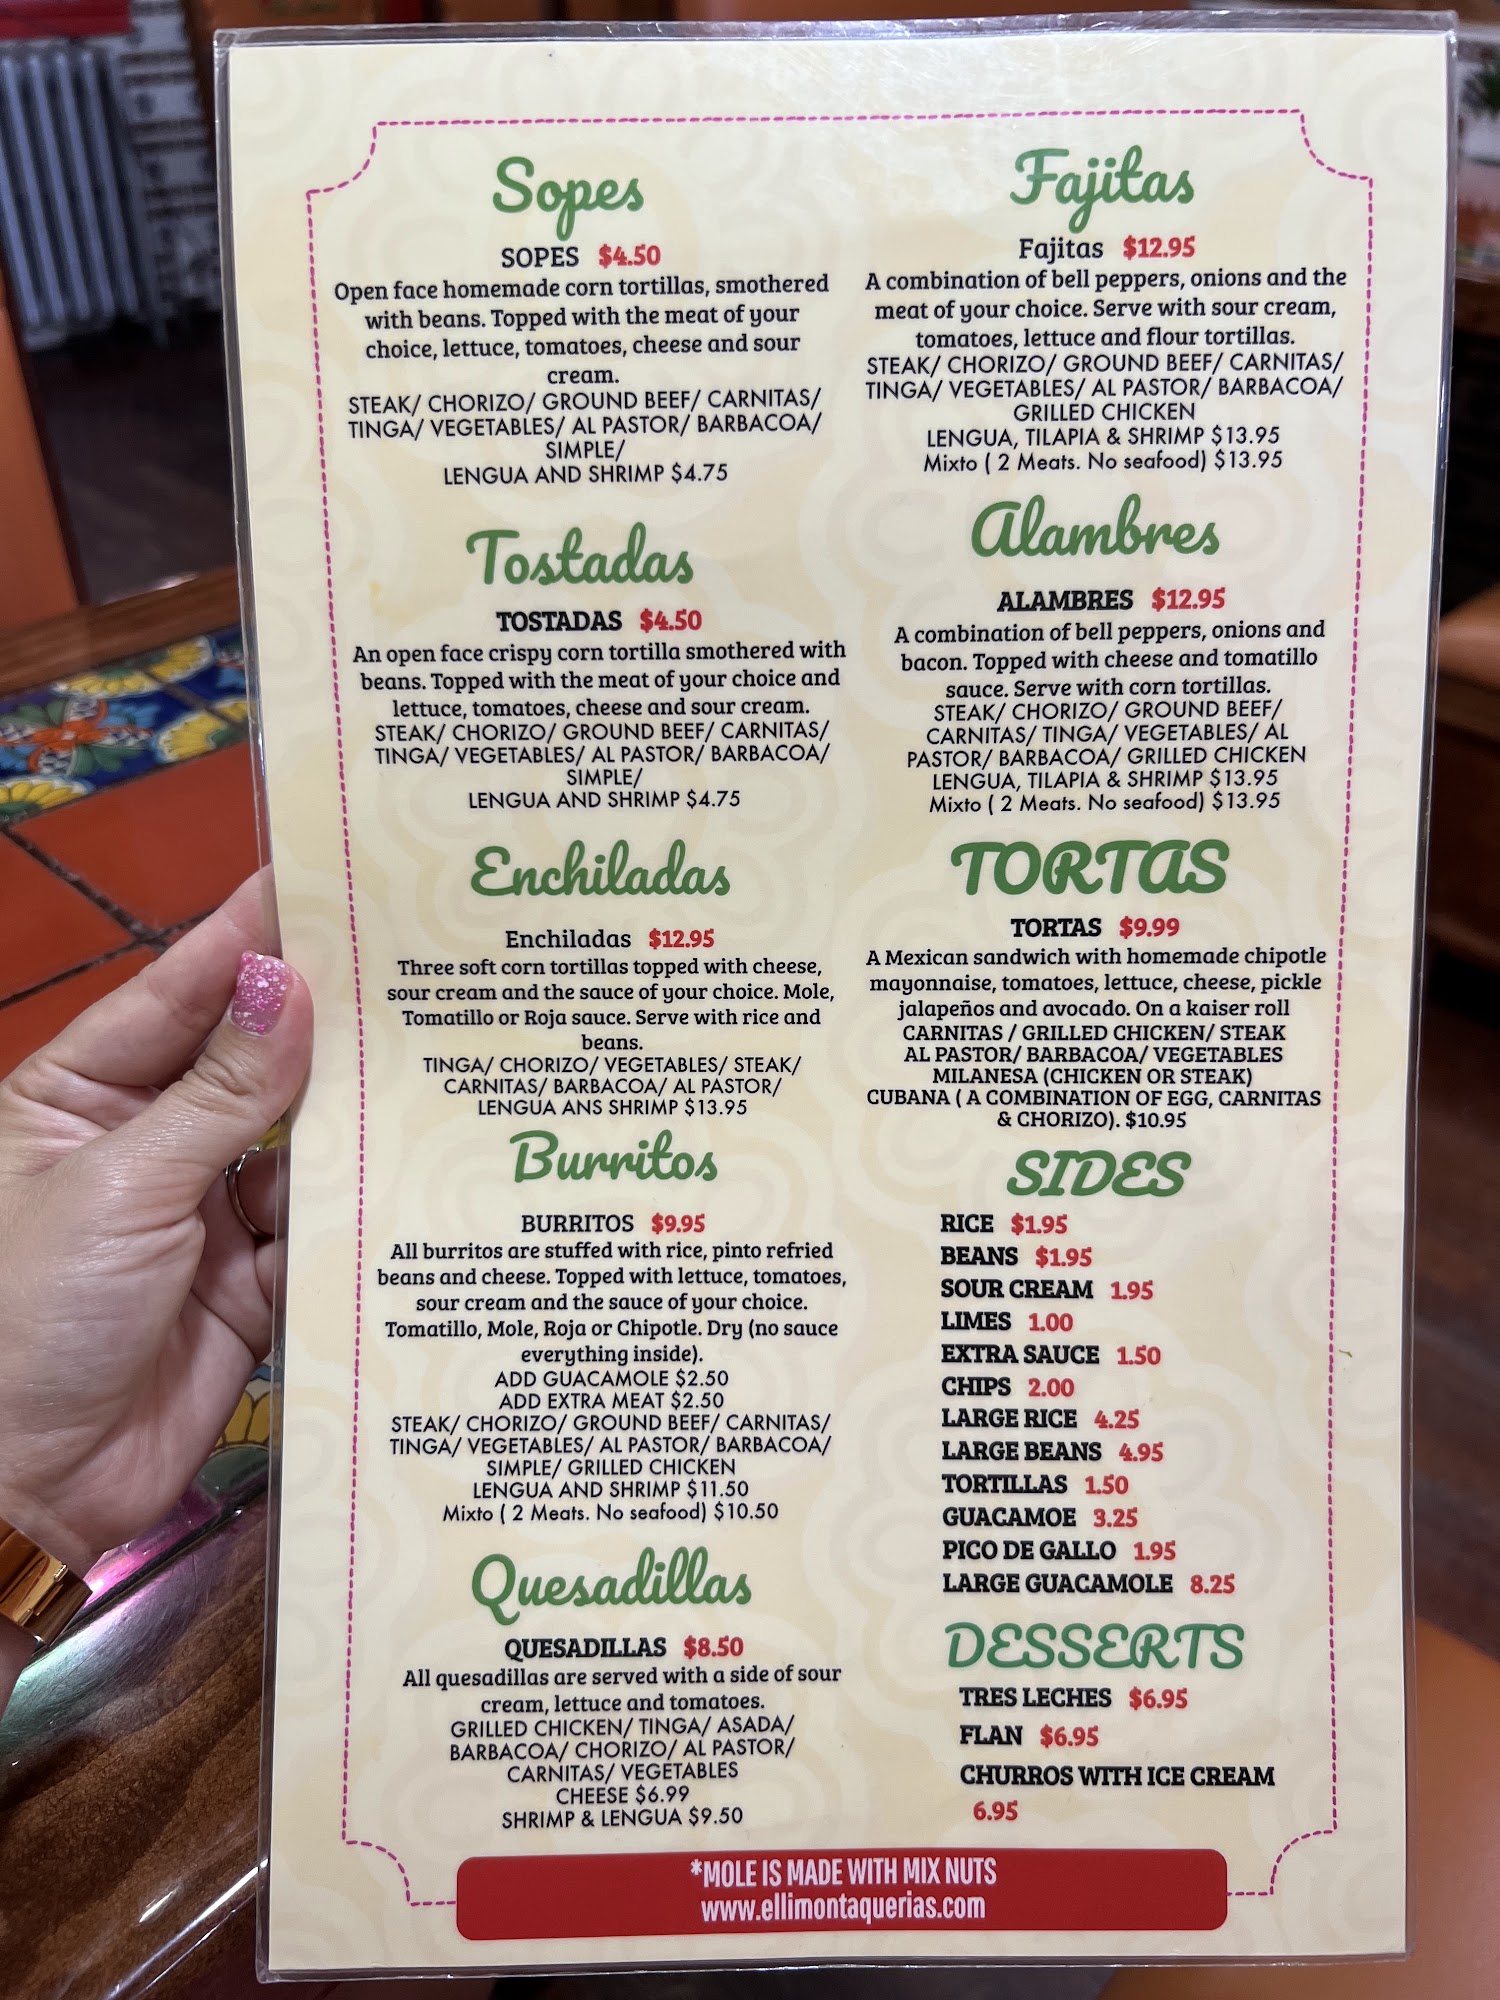 Sopes
SOPES $4.50
Open face homemade corn tortillas, smothered
with beans. Topped with the meat of your
choice, lettuce, tomatoes, cheese and sour
cream.
STEAK/ CHORIZO/ GROUND BEEF/ CARNITAS/
TINGA/ VEGETABLES/ AL PASTOR/ BARBACOA/
SIMPLE/
LENGUA AND SHRIMP $4.75
Tostadas
TOSTADAS $4.50
An open face crispy corn tortilla smothered with
beans. Topped with the meat of your choice and
lettuce, tomatoes, cheese and sour cream.
STEAK/ CHORIZO/ GROUND BEEF/ CARNITAS/
TINGA/ VEGETABLES/ AL PASTOR/ BARBACOA/
SIMPLE/
LENGUA AND SHRIMP $4.75
Enchiladas
Enchiladas $12.95
Three soft corn tortillas topped with cheese,
sour cream and the sauce of your choice. Mole,
Tomatillo or Roja sauce. Serve with rice and
beans.
TINGA/ CHORIZO/ VEGETABLES/ STEAK/
CARNITAS/ BARBACOA/ AL PASTOR/
LENGUA ANS SHRIMP $13.95
Burritos
BURRITOS $9.95
All burritos are stuffed with rice, pinto refried
beans and cheese. Topped with lettuce, tomatoes,
sour cream and the sauce of your choice.
Tomatillo, Mole, Roja or Chipotle. Dry (no sauce
everything inside).
ADD GUACAMOLE $2.50
ADD EXTRA MEAT $2.50
STEAK/ CHORIZO/ GROUND BEEF/ CARNITAS/
TINGA/ VEGETABLES/ AL PASTOR/ BARBACOA/
SIMPLE/ GRILLED CHICKEN
LENGUA AND SHRIMP $11.50
Mixto ( 2 Meats. No seafood) $10.50
Quesadillas
QUESADILLAS $8.50
All quesadillas are served with a side of sour
cream, lettuce and tomatoes.
GRILLED CHICKEN/ TINGA/ ASADA/
BARBACOA/ CHORIZO/ AL PASTOR/
CARNITAS/ VEGETABLES
CHEESE $6.99
SHRIMP & LENGUA $9.50
Fajitas
Fajitas $12.95
A combination of bell peppers, onions and the
meat of your choice. Serve with sour cream,
tomatoes, lettuce and flour tortillas.
STEAK/ CHORIZO/ GROUND BEEF/ CARNITAS/
TINGA/ VEGETABLES/ AL PASTOR/ BARBACOA/
GRILLED CHICKEN
LENGUA, TILAPIA & SHRIMP $13.95
Mixto ( 2 Meats. No seafood) $13.95
Alambres
ALAMBRES $12.95
A combination of bell peppers, onions and
bacon. Topped with cheese and tomatillo
sauce. Serve with corn tortillas.
STEAK/ CHORIZO/ GROUND BEEF/
CARNITAS/ TINGA/ VEGETABLES/ AL
PASTOR/ BARBACOA/ GRILLED CHICKEN
LENGUA, TILAPIA & SHRIMP $13.95
Mixto ( 2 Meats. No seafood) $13.95
TORTAS
TORTAS $9.99
A Mexican sandwich with homemade chipotle
mayonnaise, tomatoes, lettuce, cheese, pickle
jalapeños and avocado. On a kaiser roll
CARNITAS / GRILLED CHICKEN/ STEAK
AL PASTOR/ BARBACOA/ VEGETABLES
MILANESA (CHICKEN OR STEAK)
CUBANA ( A COMBINATION OF EGG, CARNITAS
& CHORIZO). $10.95
SIDES
RICE $1.95
BEANS $1.95
SOUR CREAM 1.95
LIMES 1.00
EXTRA SAUCE 1.50
CHIPS 2.00
LARGE RICE 4.25
LARGE BEANS 4.95
TORTILLAS 1.50
GUACAMOE 3.25
PICO DE GALLO 1.95
LARGE GUACAMOLE 8.25
DESSERTS
TRES LECHES $6.95
FLAN $6.95
CHURROS WITH ICE CREAM
6.95
*MOLE IS MADE WITH MIX NUTS
www.ellimontaquerias.com